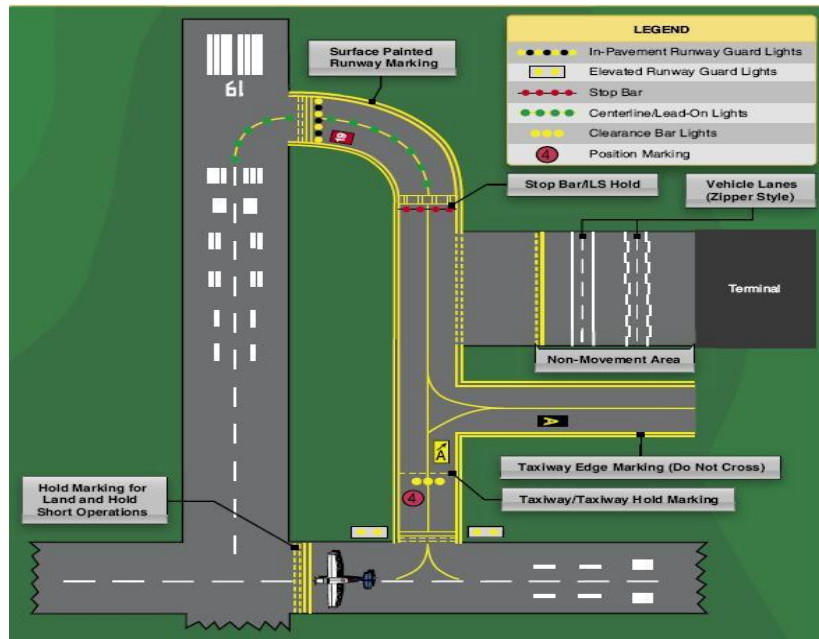 LEGEND
In-Pavement Runway Guard Lights
Elevated Runway Guard Lights
Stop Bar
Centerline/Lead-On Lights
Clearance Bar Lights
4
Position Marking
Surface Painted
Runway Marking
19
19
Stop Bar/ILS Hold
Vehicle Lanes
(Zipper Style)
Terminal
Non-Movement Area
A
A
Taxiway Edge Marking (Do Not Cross)
Hold Marking for
Land and Hold
Short Operations
4
Taxiway/Taxiway Hold Marking